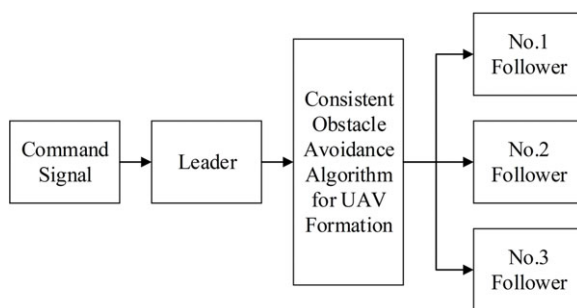 Command
Signal
Leader
Consistent
Obstacle
Avoidance
Algorithm
for UAV
Formation
No.1
Follower
No.2
Follower
No.3
Follower